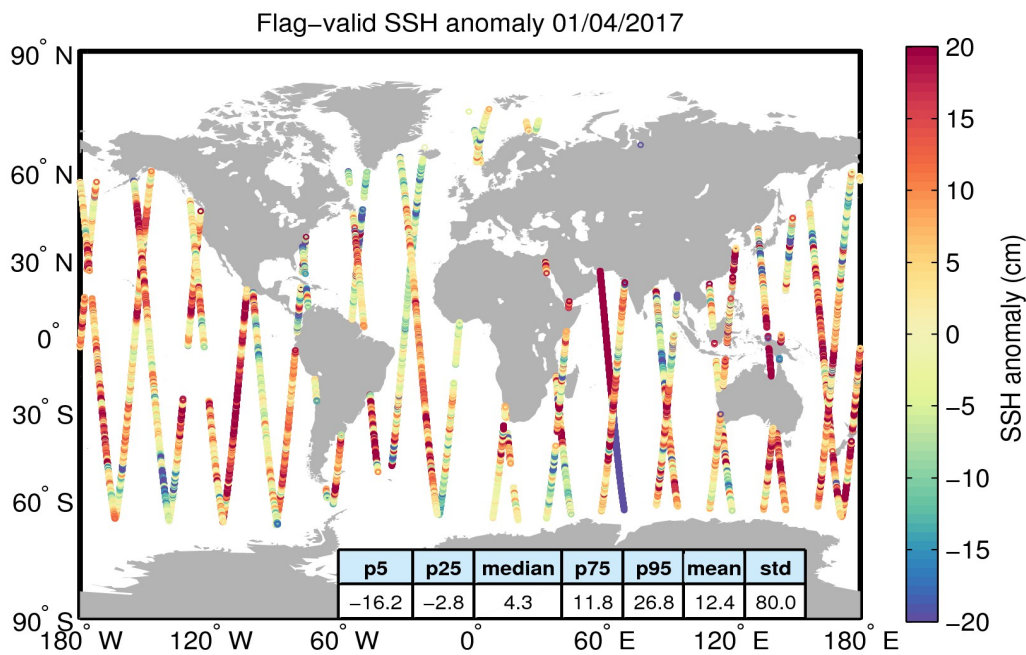 Flag−valid SSH anomaly 01/04/2017
90° N
60° N
30° N
0°
30° S
60° S
90° S
180° W
120° W
60° W
0°
60° E
120° E
180° E
p5 p25 median p75 p95 mean std
−16.2 −2.8 4.3 11.8 26.8 12.4 80.0
20
15
10
5
0
−5
−10
−15
−20
SSH anomaly (cm)